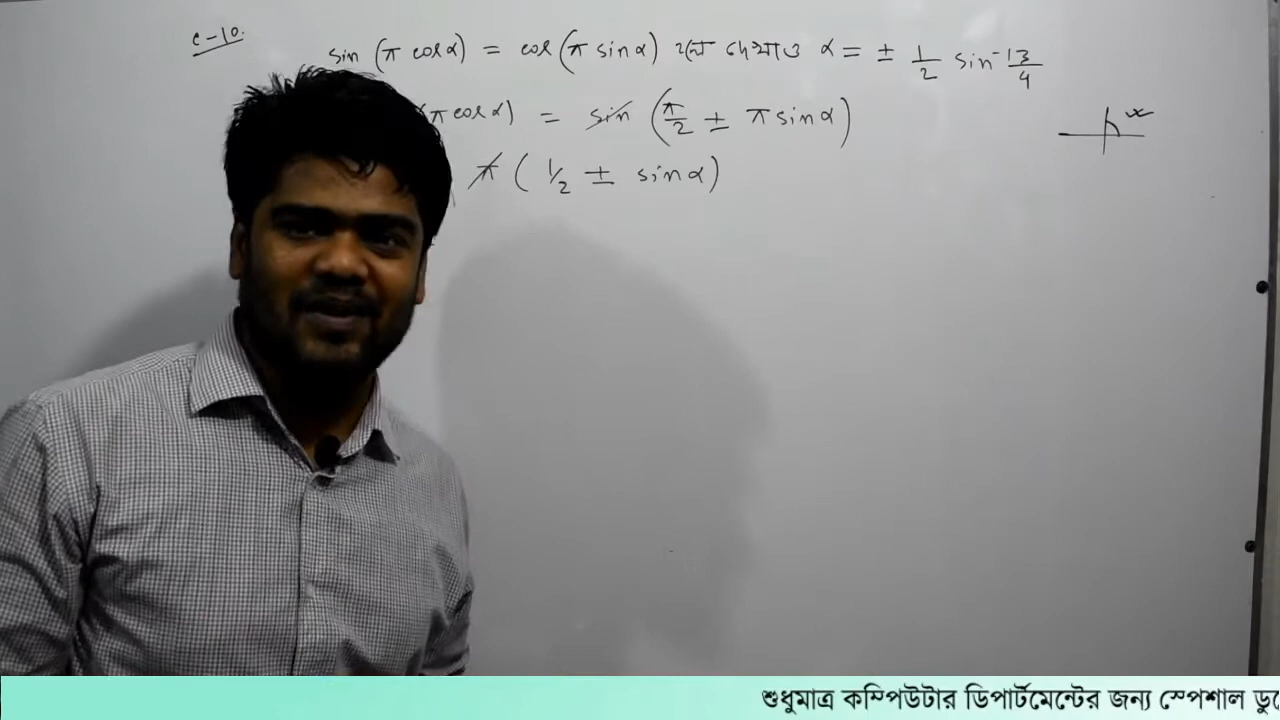 c-10.
sin (π cosα) = cos (π sinα) হলে দেখাও α = ± 1/2 sin⁻¹ 3/4
(π cosα) = sin (π/2 ± π sinα)
π ( 1/2 ± sinα)
শুধুমাত্র কম্পিউটার ডিপার্টমেন্টের জন্য স্পেশাল